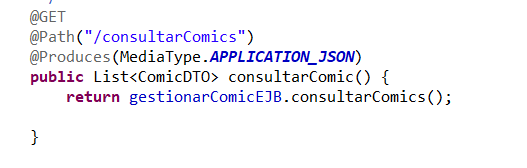 @GET
@Path("/consultarComics")
@Produces(MediaType.APPLICATION_JSON)
public List<ComicDTO> consultarComic() {
return gestionarComicEJB.consultarComics();
}